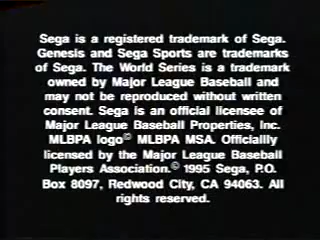 Sega is a registered trademark of Sega.
Genesis and Sega Sports are trademarks
of Sega. The World Series is a trademark
owned by Major League Baseball and
may not be reproduced without written
consent. Sega is an official licensee of
Major League Baseball Properties, Inc.
MLBPA logo© MLBPA MSA. Officiallly
licensed by the Major League Baseball
Players Association.© 1995 Sega, P.O.
Box 8097, Redwood City, CA 94063. All
rights reserved.